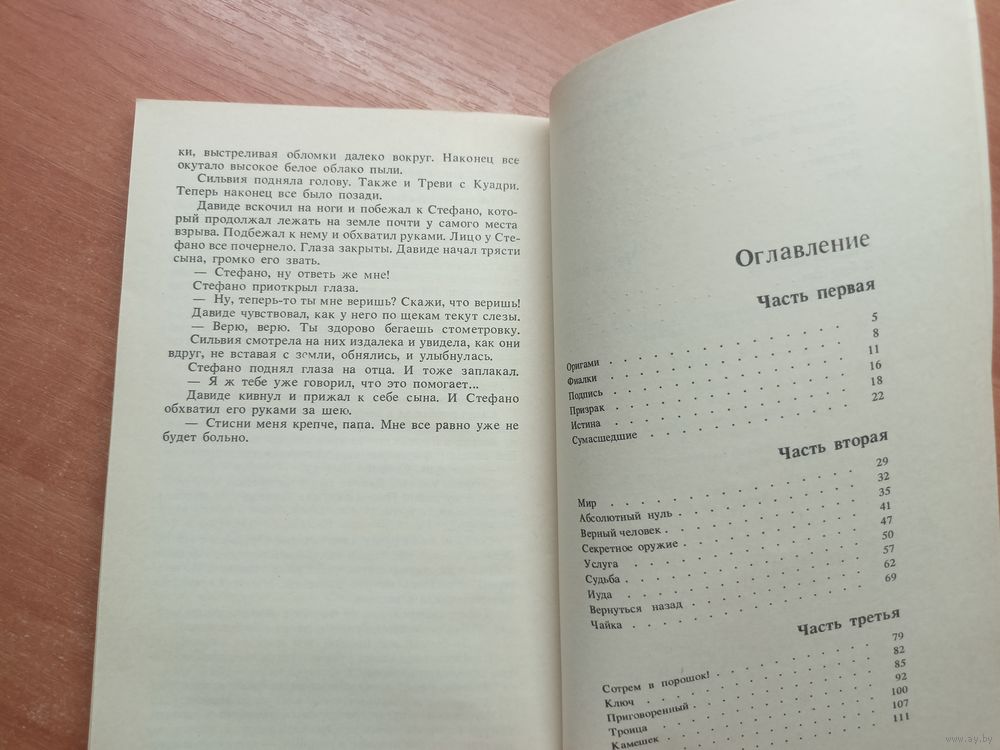 ки, выстреливая обломки далеко вокруг. Наконец все
окутало высокое белое облако пыли.
Сильвия подняла голову. Также и Треви с Куадри.
Теперь наконец все было позади.
Давиде вскочил на ноги и побежал к Стефано, кото-
рый продолжал лежать на земле почти у самого места
взрыва. Подбежал к нему и обхватил руками. Лицо у Сте-
фано все почернело. Глаза закрыты. Давиде начал трясти
сына, громко его звать.
— Стефано, ну ответь же мне!
Стефано приоткрыл глаза.
— Ну, теперь-то ты мне веришь? Скажи, что веришь!
Давиде чувствовал, как у него по щекам текут слезы.
— Верю, верю. Ты здорово бегаешь стометровку.
Сильвия смотрела на них издалека и увидела, как они
вдруг, не вставая с земли, обнялись, и улыбнулась.
Стефано поднял глаза на отца. И тоже заплакал.
— Я ж тебе уже говорил, что это помогает...
Давиде кивнул и прижал к себе сына. И Стефано
обхватил его руками за шею.
— Стисни меня крепче, папа. Мне все равно уже не
будет больно.
Оглавление
Часть первая
Оригами . . . . . . . . . . 5
Фиалки . . . . . . . . . . 8
Подпись . . . . . . . . . . 11
Призрак . . . . . . . . . . 16
Истина . . . . . . . . . . 18
Сумасшедшие . . . . . . . . . . 22
Часть вторая
Мир . . . . . . . . . . 29
Абсолютный нуль . . . . . . . . . . 32
Верный человек . . . . . . . . . . 35
Секретное оружие . . . . . . . . . . 41
Услуга . . . . . . . . . . 47
Судьба . . . . . . . . . . 50
Иуда . . . . . . . . . . 57
Вернуться назад . . . . . . . . . . 62
Чайка . . . . . . . . . . 69
Часть третья
Сотрем в порошок! . . . . . . . . . . 79
Ключ . . . . . . . . . . 82
Приговоренный . . . . . . . . . . 85
Троица . . . . . . . . . . 92
Камешек . . . . . . . . . . 100
107
111
www.ay.by